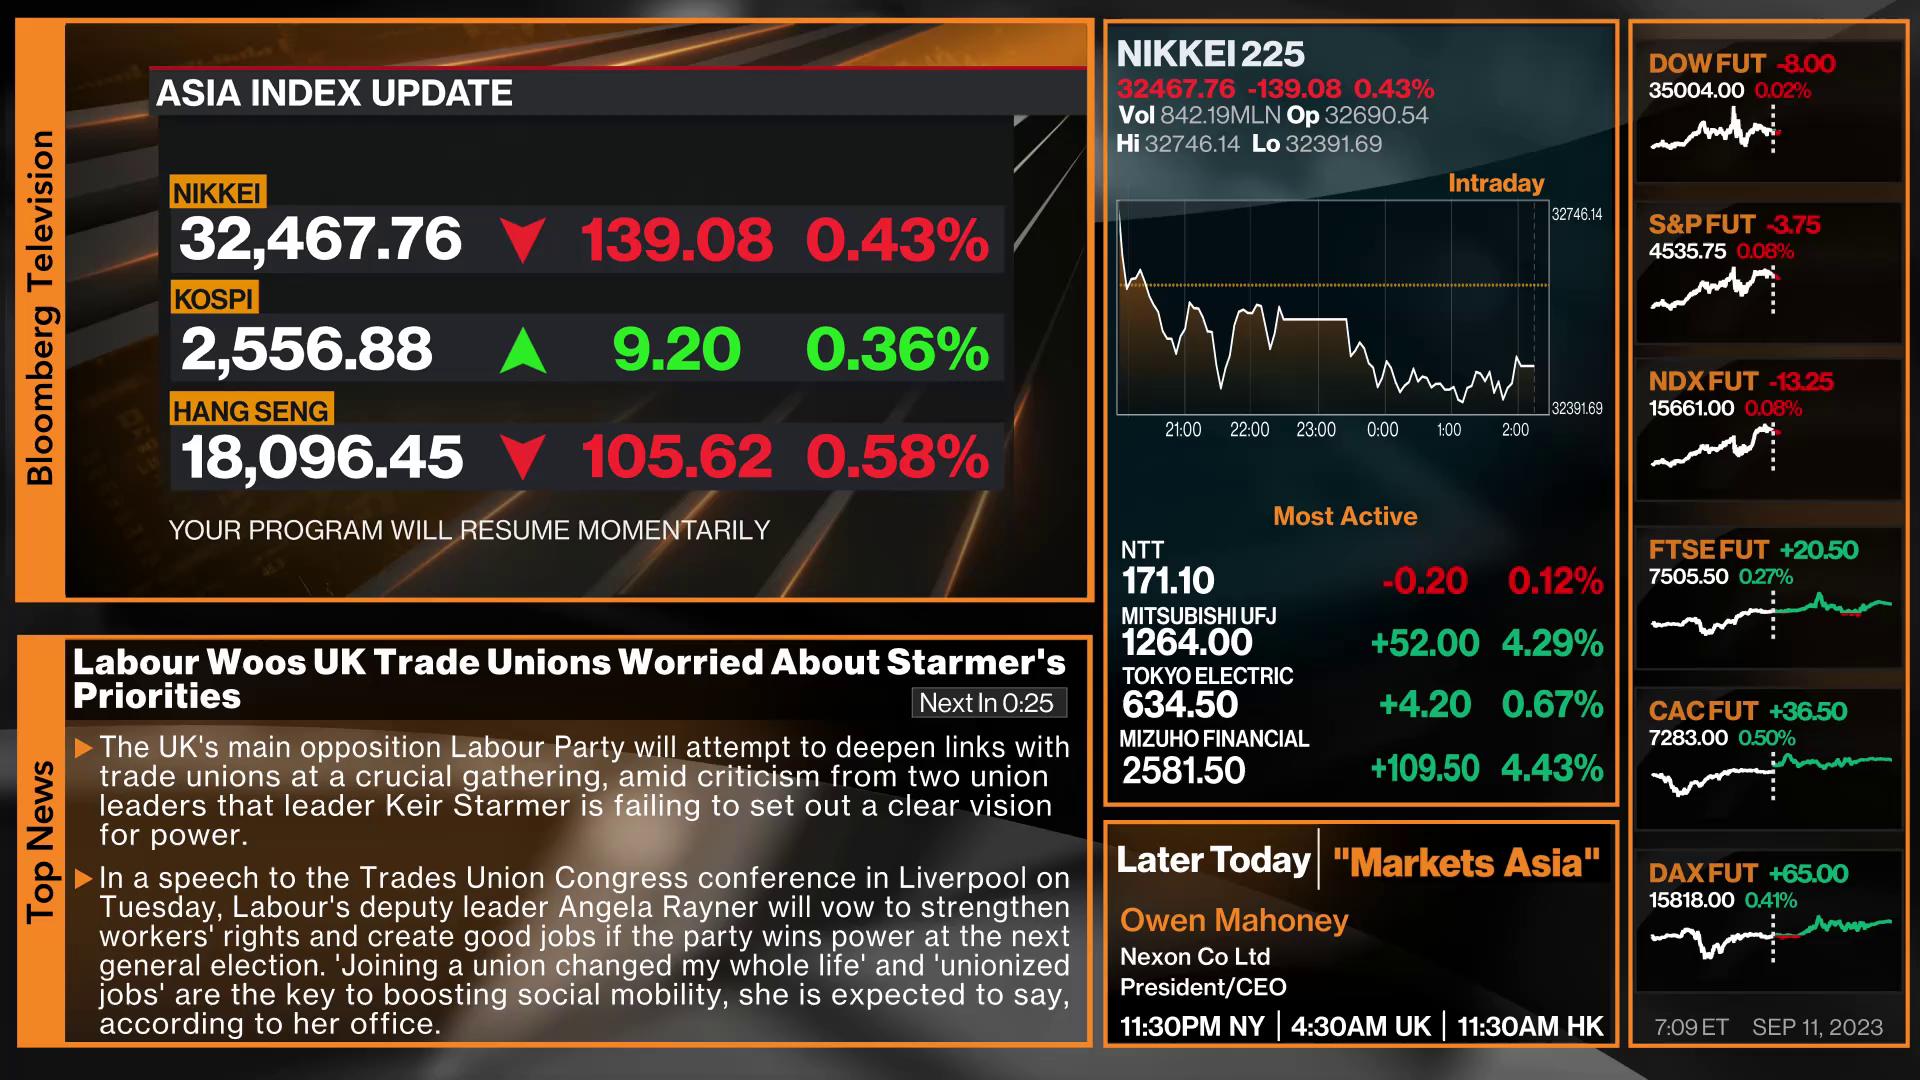 Bloomberg Television
ASIA INDEX UPDATE
NIKKEI
32,467.76 139.08 0.43%
KOSPI
2,556.88 9.20 0.36%
HANG SENG
18,096.45 105.62 0.58%
YOUR PROGRAM WILL RESUME MOMENTARILY
Top News
Labour Woos UK Trade Unions Worried About Starmer's
Priorities
Next In 0:25
The UK's main opposition Labour Party will attempt to deepen links with
trade unions at a crucial gathering, amid criticism from two union
leaders that leader Keir Starmer is failing to set out a clear vision
for power.
In a speech to the Trades Union Congress conference in Liverpool on
Tuesday, Labour's deputy leader Angela Rayner will vow to strengthen
workers' rights and create good jobs if the party wins power at the next
general election. 'Joining a union changed my whole life' and 'unionized
jobs' are the key to boosting social mobility, she is expected to say,
according to her office.
NIKKEI 225
32467.76 -139.08 0.43%
Vol 842.19MLN Op 32690.54
Hi 32746.14 Lo 32391.69
Intraday
32746.14
32391.69
21:00 22:00 23:00 0:00 1:00 2:00
Most Active
NTT
171.10 -0.20 0.12%
MITSUBISHI UFJ
1264.00 +52.00 4.29%
TOKYO ELECTRIC
634.50 +4.20 0.67%
MIZUHO FINANCIAL
2581.50 +109.50 4.43%
Later Today "Markets Asia"
Owen Mahoney
Nexon Co Ltd
President/CEO
11:30PM NY 4:30AM UK 11:30AM HK
DOW FUT -8.00
35004.00 0.02%
S&P FUT -3.75
4535.75 0.08%
NDX FUT -13.25
15661.00 0.08%
FTSE FUT +20.50
7505.50 0.27%
CAC FUT +36.50
7283.00 0.50%
DAX FUT +65.00
15818.00 0.41%
7:09 ET SEP 11, 2023